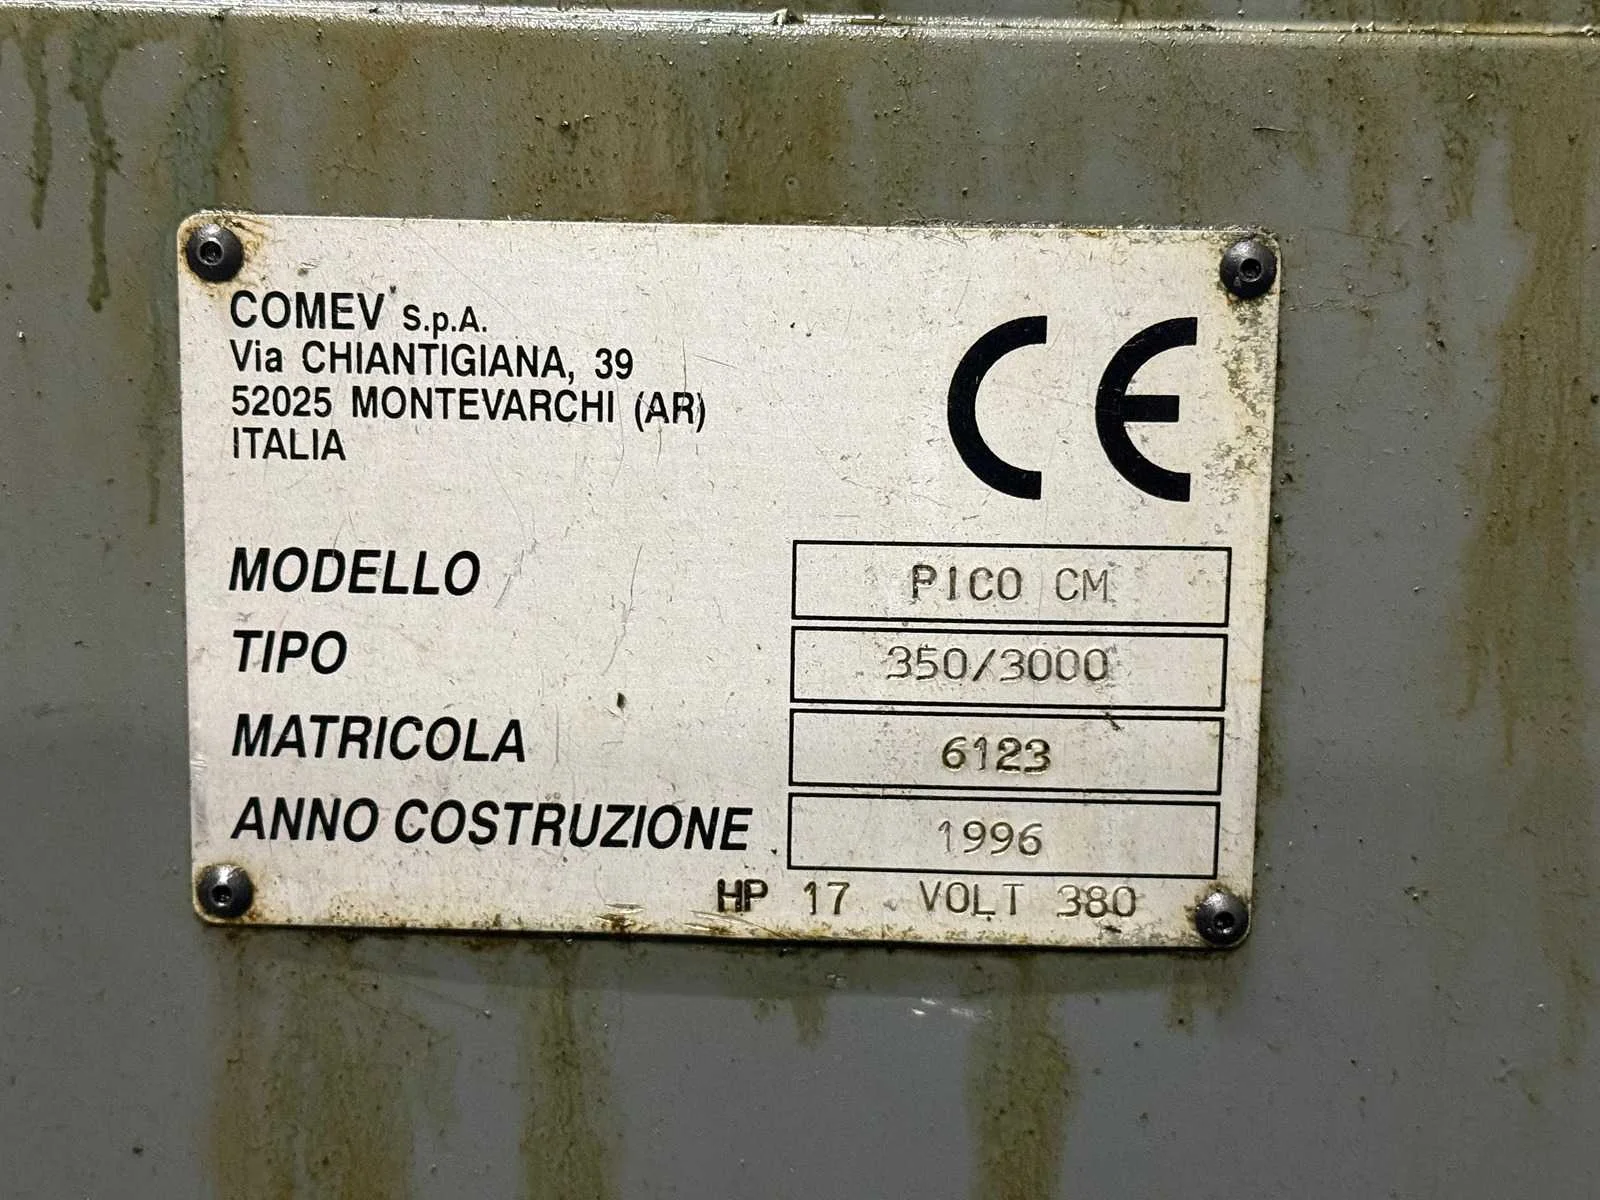 COMEV S.p.A.
Via CHIANTIGIANA, 39
52025 MONTEVARCHI (AR)
ITALIA
CE
MODELLO PICO CM
TIPO 350/3000
MATRICOLA 6123
ANNO COSTRUZIONE 1996
HP 17 VOLT 380